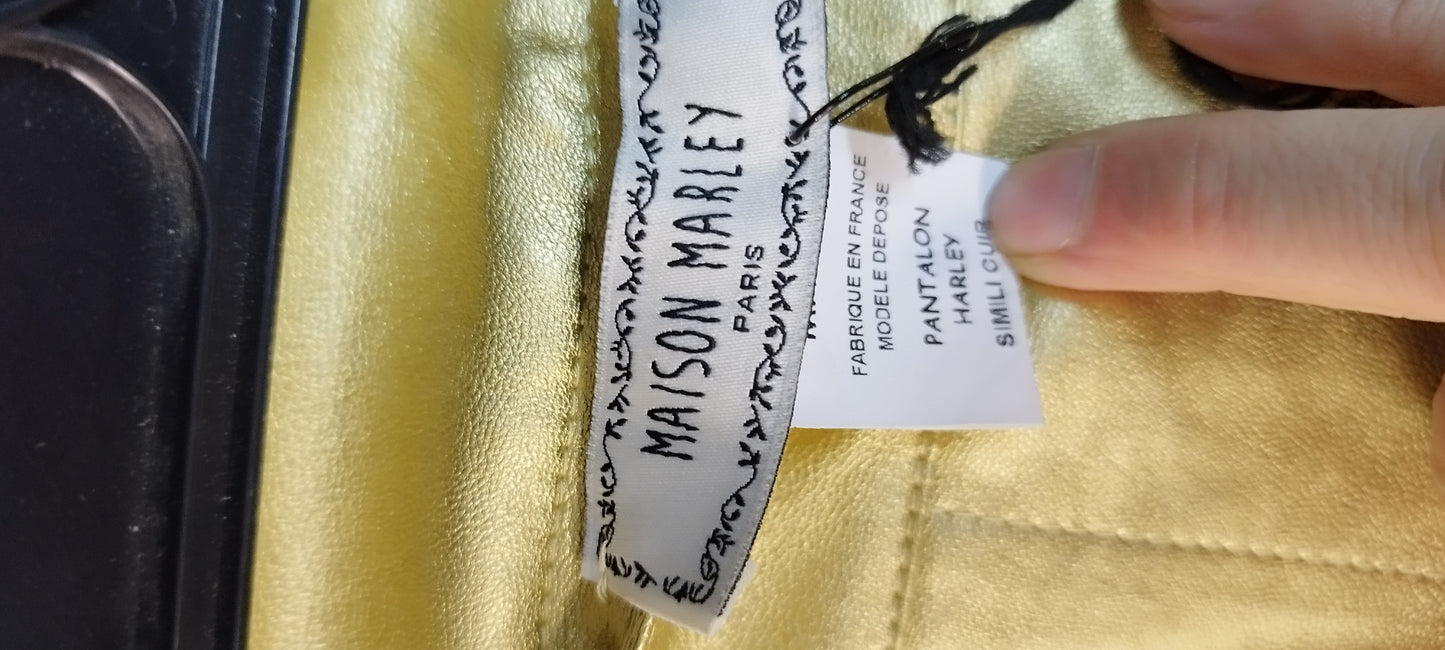 MAISON MARLEY
PARIS
FABRIQUE EN FRANCE
MODELE DEPOSE
PANTALON
HARLEY
SIMILI CUIR